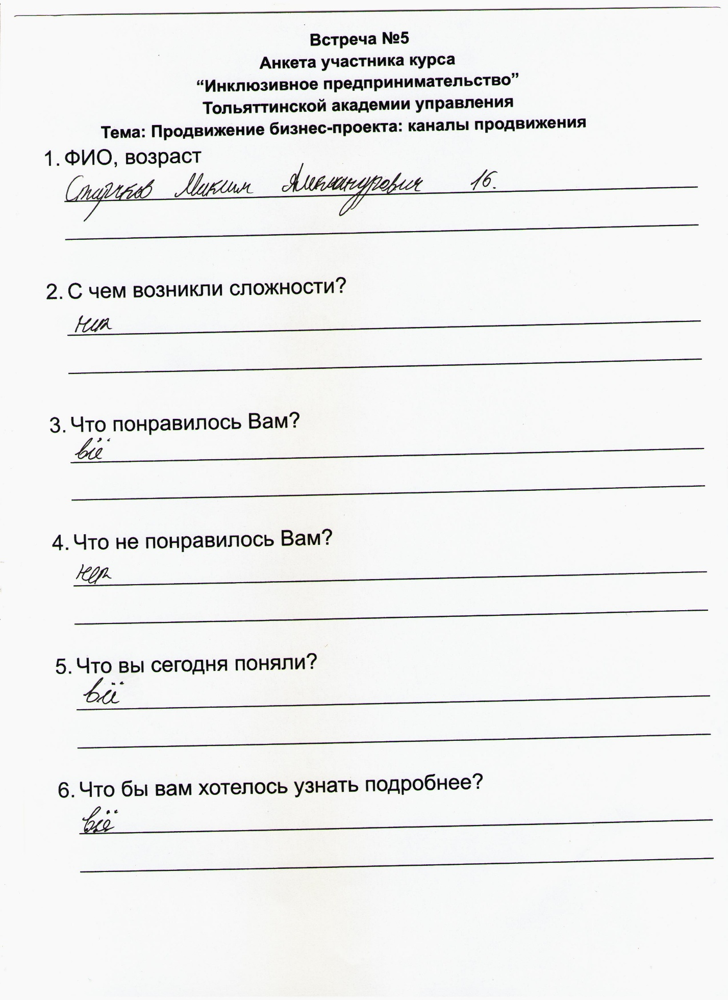 Встреча №5
Анкета участника курса
“Инклюзивное предпринимательство”
Тольяттинской академии управления
Тема: Продвижение бизнес-проекта: каналы продвижения
1. ФИО, возраст
Старчков Максим Александрович 16.
2. С чем возникли сложности?
нет
3. Что понравилось Вам?
всё
4. Что не понравилось Вам?
нет
5. Что вы сегодня поняли?
всё
6. Что бы вам хотелось узнать подробнее?
всё